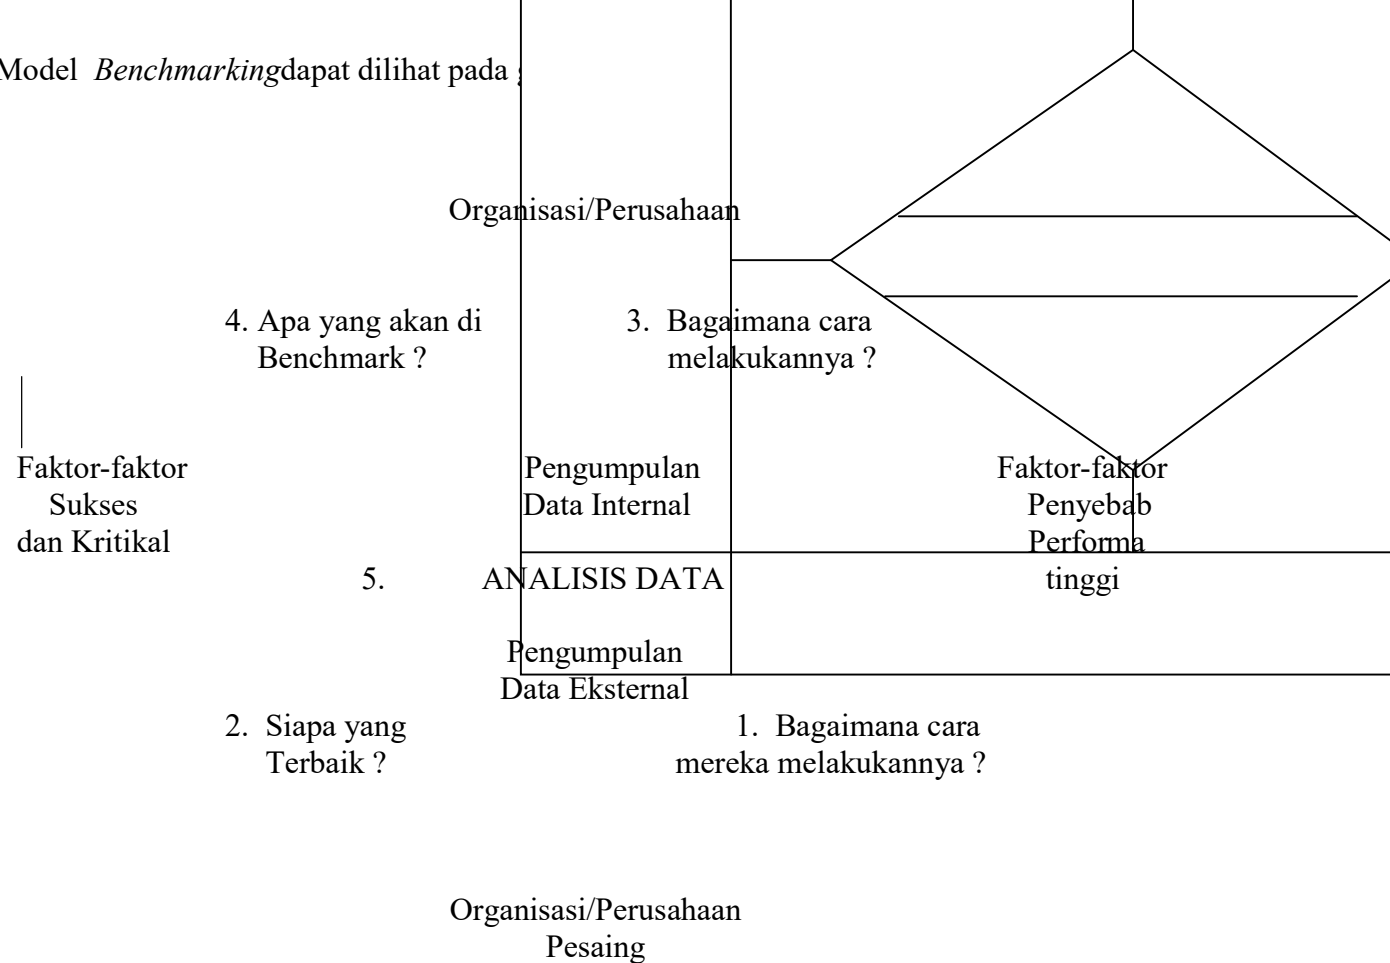 Model Benchmarkingdapat dilihat pada
Organisasi/Perusahaan
4. Apa yang akan di
Benchmark ?
3. Bagaimana cara
melakukannya ?
Faktor-faktor
Sukses
dan Kritikal
Pengumpulan
Data Internal
Faktor-faktor
Penyebab
Performa
tinggi
5. ANALISIS DATA
Pengumpulan
Data Eksternal
2. Siapa yang
Terbaik ?
1. Bagaimana cara
mereka melakukannya ?
Organisasi/Perusahaan
Pesaing